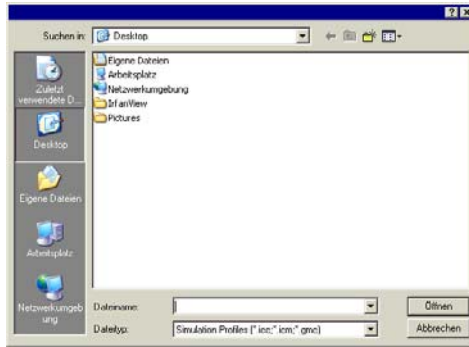 Suchen in: Desktop
Zuletzt
verwendete D...
Desktop
Eigene Dateien
Arbeitsplatz
Netzwerkumgeb
ung
Eigene Dateien
Arbeitsplatz
Netzwerkumgebung
IrfanView
Pictures
Dateiname:
Öffnen
Dateityp: Simulation Profiles (*.icc;*.icm;*.gmc)
Abbrechen